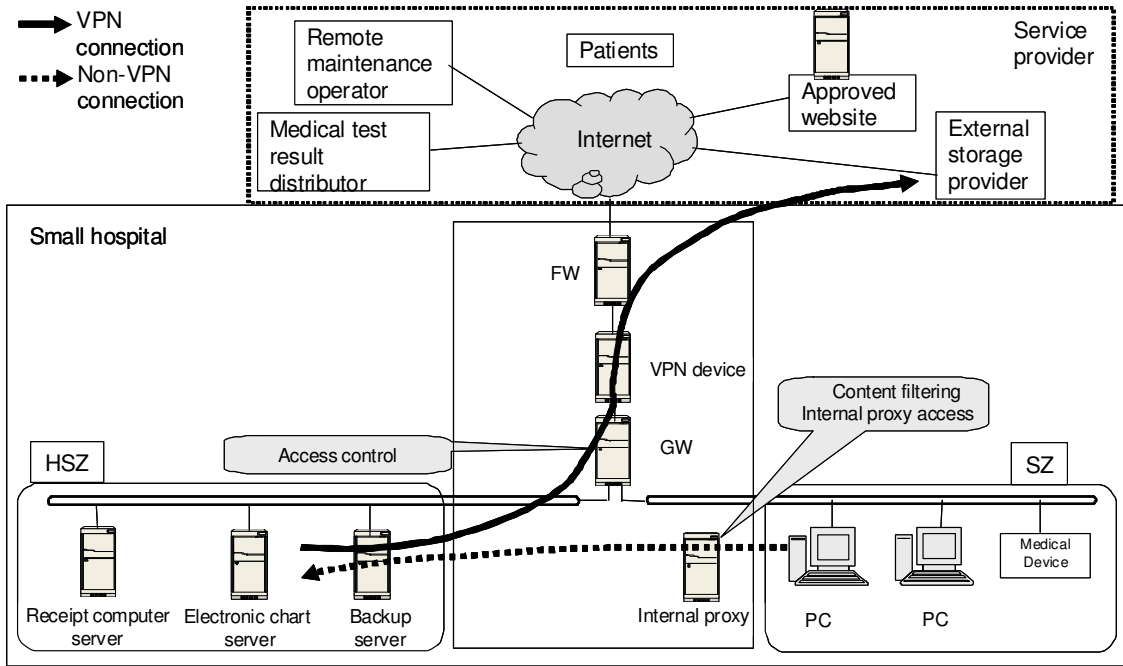 VPN
connection
Non-VPN
connection
Remote
maintenance
operator
Patients
Service
provider
Approved
website
Medical test
result
distributor
Internet
External
storage
provider
Small hospital
FW
VPN device
Content filtering
Internal proxy access
Access control
GW
HSZ
SZ
Medical
Device
Receipt computer
server
Electronic chart
server
Backup
server
Internal proxy
PC
PC